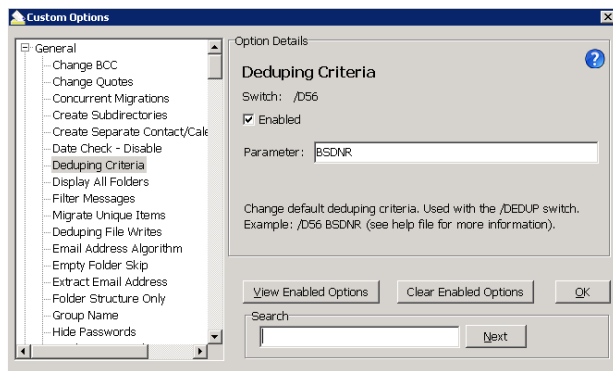 Custom Options
General
Change BCC
Change Quotes
Concurrent Migrations
Create Subdirectories
Create Separate Contact/Cale
Date Check - Disable
Deduping Criteria
Display All Folders
Filter Messages
Migrate Unique Items
Deduping File Writes
Email Address Algorithm
Empty Folder Skip
Extract Email Address
Folder Structure Only
Group Name
Hide Passwords
Option Details
Deduping Criteria
Switch: /D56
Enabled
Parameter: BSDNR
Change default deduping criteria. Used with the /DEDUP switch.
Example: /D56 BSDNR (see help file for more information).
View Enabled Options
Clear Enabled Options
OK
Search
Next